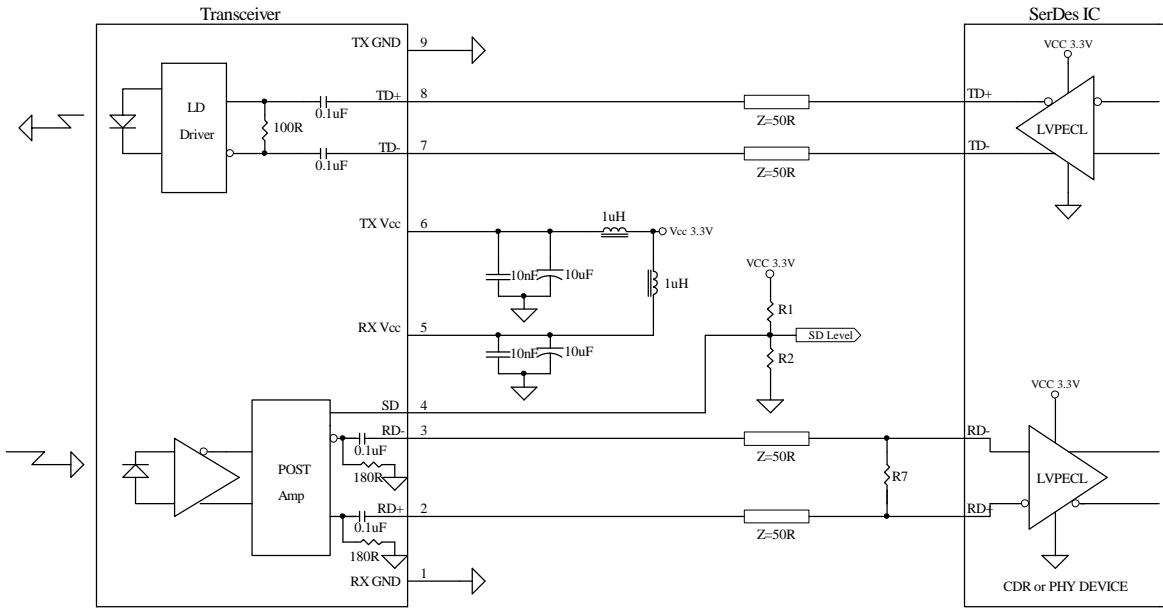 Transceiver
SerDes IC
TX GND 9
VCC 3.3V
LD
Driver
100R
0.1uF
TD+ 8
Z=50R
TD+
LVPECL
0.1uF
TD- 7
Z=50R
TD-
TX Vcc 6
1uH
Vcc 3.3V
10nF
10uF
1uH
VCC 3.3V
R1
RX Vcc 5
SD Level
10nF
10uF
R2
SD 4
VCC 3.3V
RD- 3
Z=50R
RD-
0.1uF
180R
POST
Amp
R7
LVPECL
RD+ 2
Z=50R
RD+
0.1uF
180R
RX GND 1
CDR or PHY DEVICE